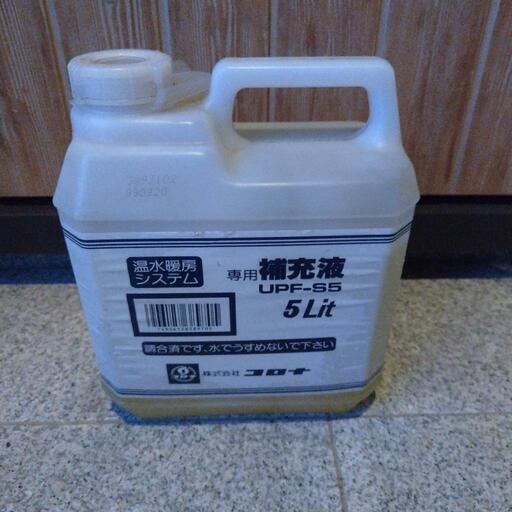 990920
温水暖房
システム
専用 補充液
UPF-S5
5Lit
調合済です、水でうすめないで下さい
株式会社 コロナ